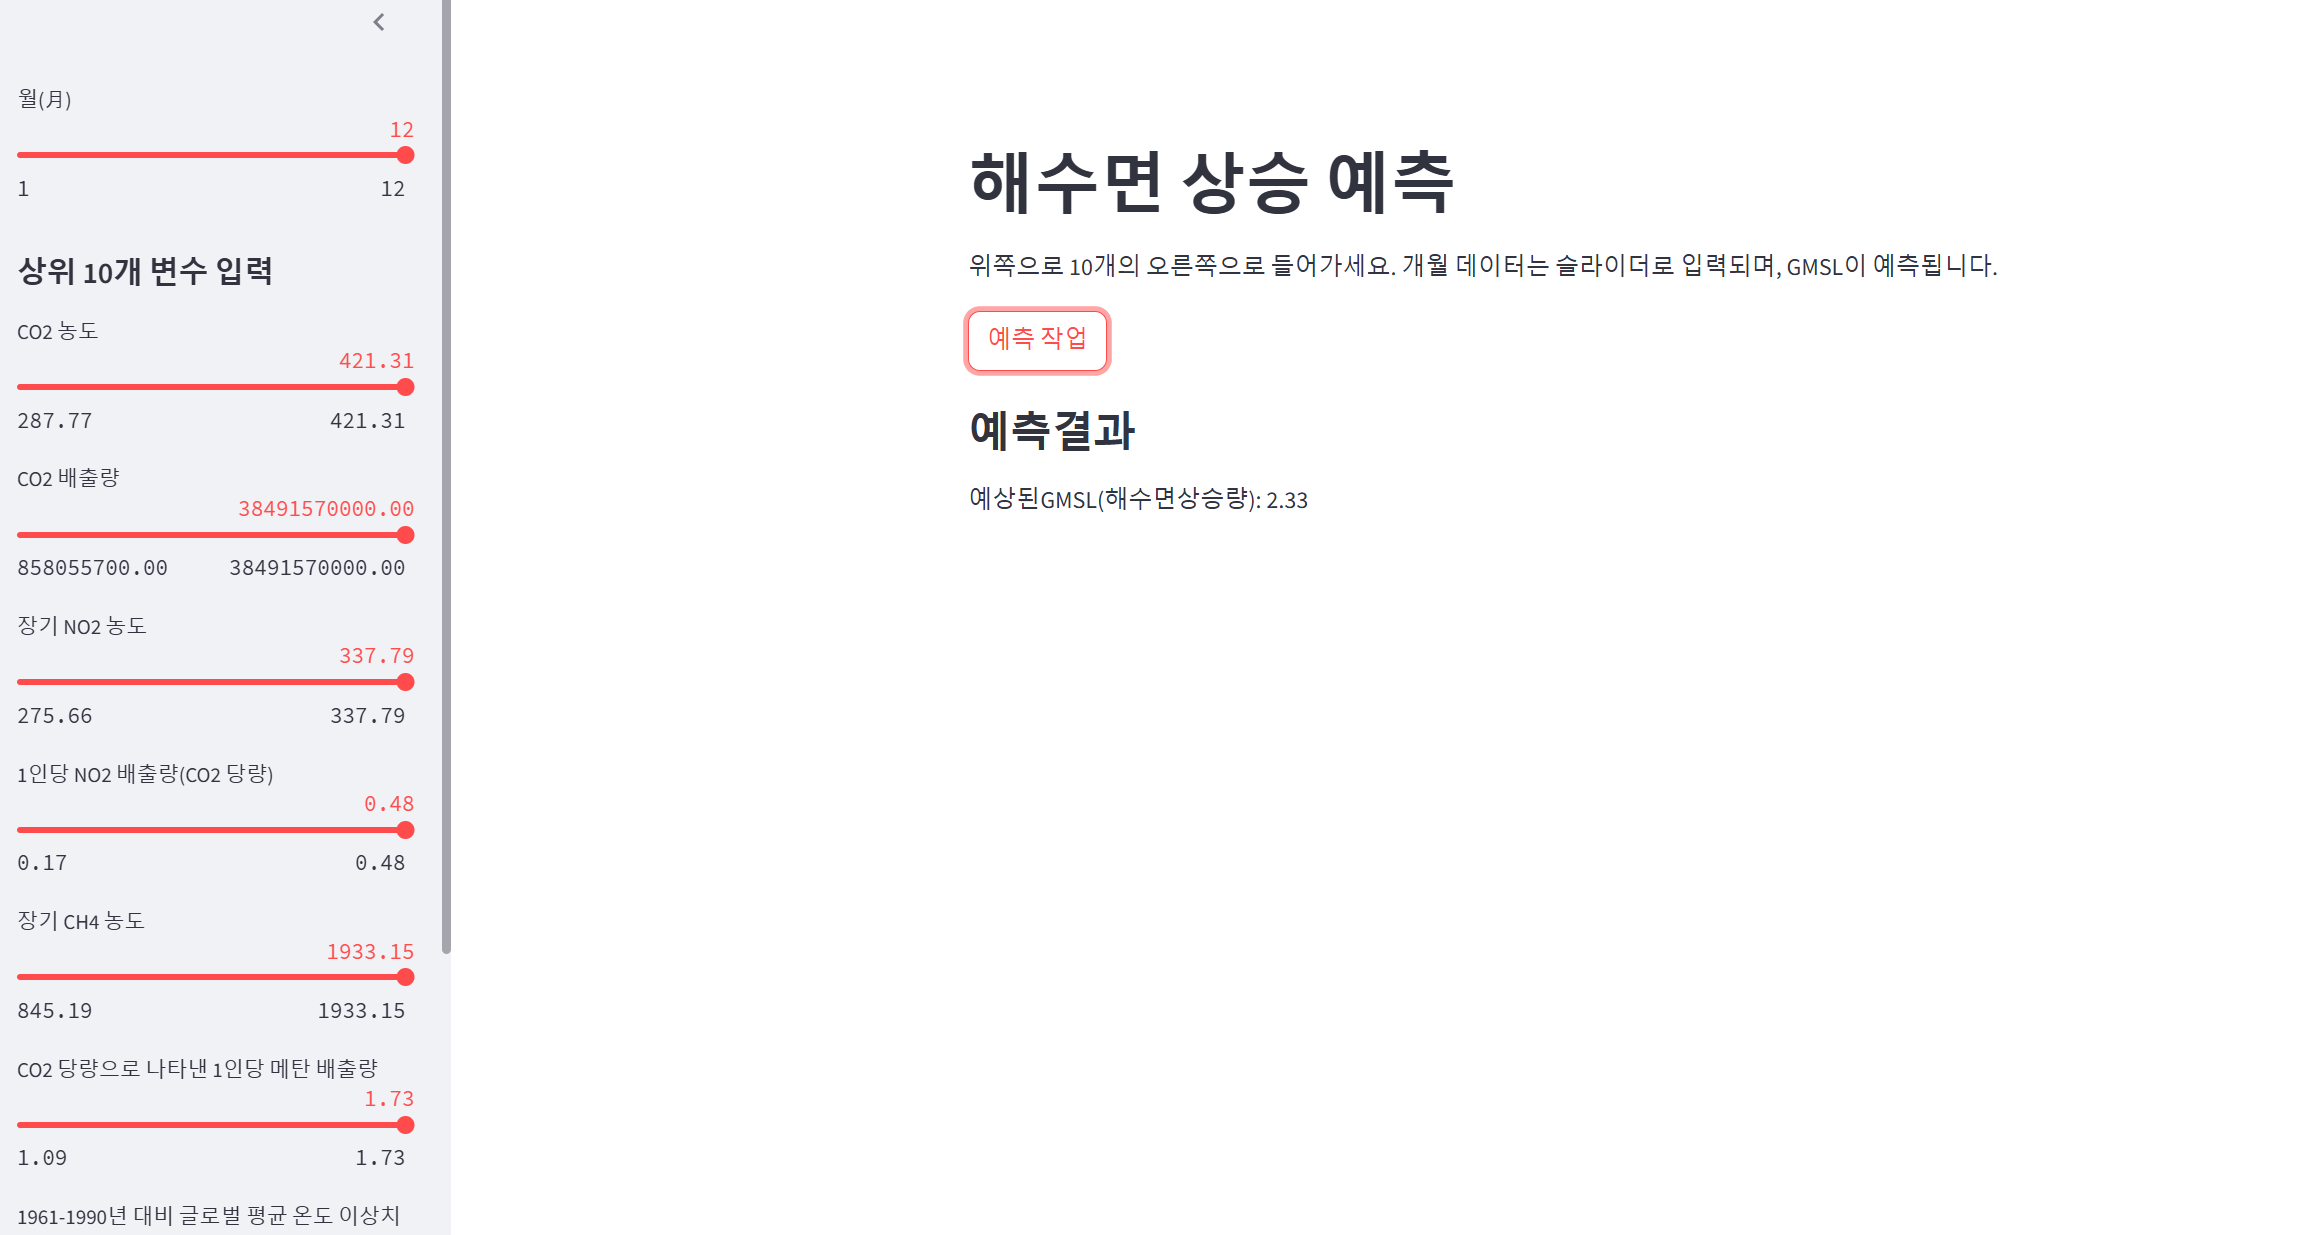 월(月)
12
1 12
상위 10개 변수 입력
CO2 농도
421.31
287.77 421.31
CO2 배출량
38491570000.00
858055700.00 38491570000.00
장기 NO2 농도
337.79
275.66 337.79
1인당 NO2 배출량(CO2 당량)
0.48
0.17 0.48
장기 CH4 농도
1933.15
845.19 1933.15
CO2 당량으로 나타낸 1인당 메탄 배출량
1.73
1.09 1.73
1961-1990년 대비 글로벌 평균 온도 이상치
해수면 상승 예측
위쪽으로 10개의 오른쪽으로 들어가세요. 개월 데이터는 슬라이더로 입력되며, GMSL이 예측됩니다.
예측 작업
예측결과
예상된GMSL(해수면상승량): 2.33